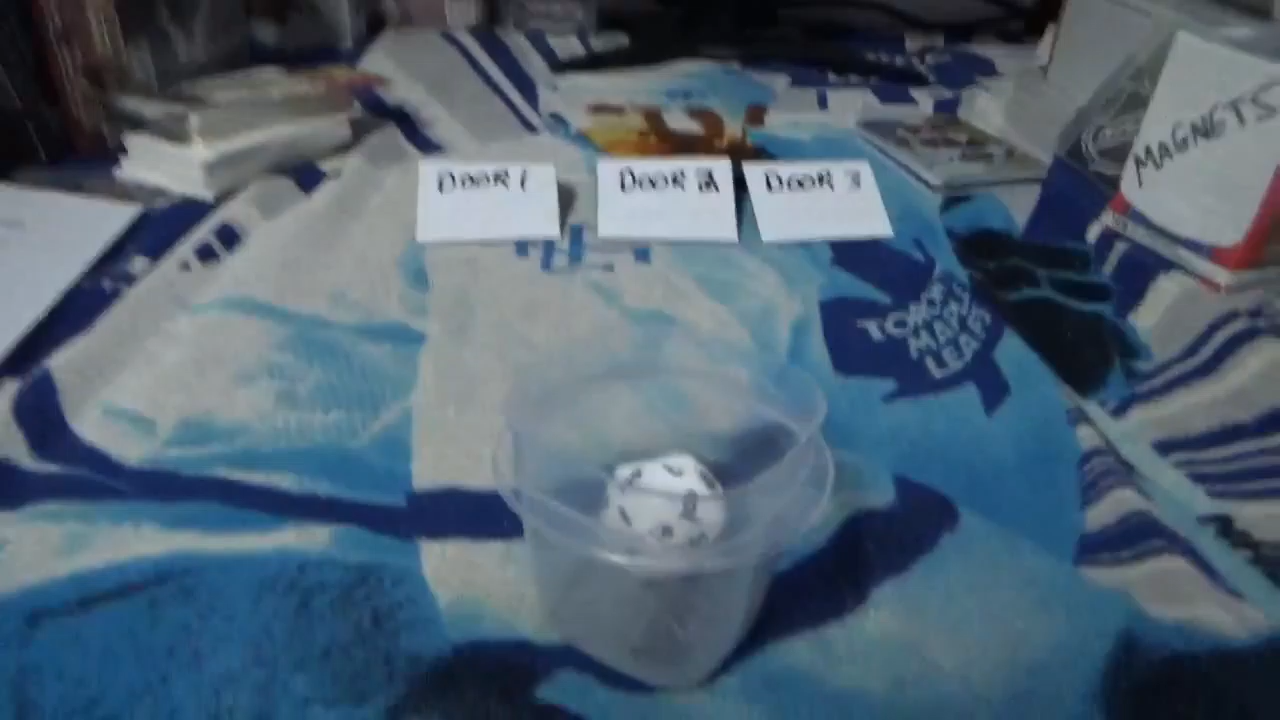 DOOR 1
DOOR 2
DOOR 3
MAGNETS
TORONTO
MAPLE
LEAFS